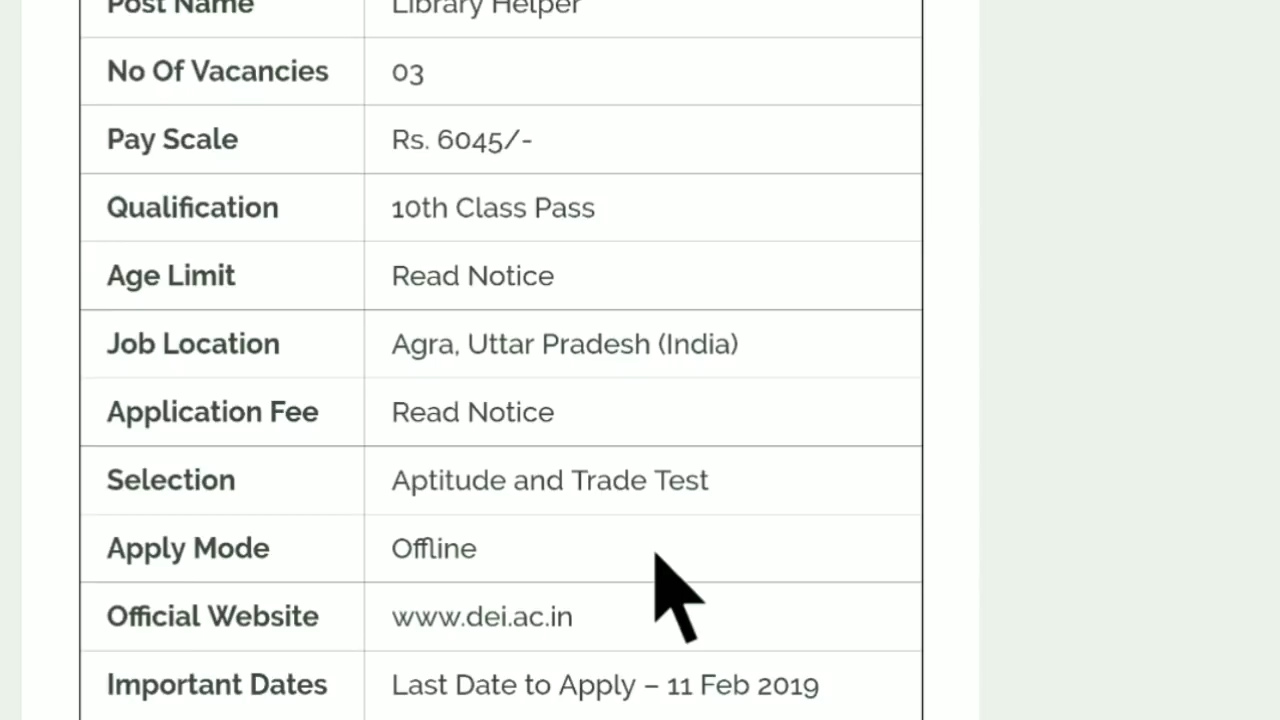 Post Name Library Helper
No Of Vacancies 03
Pay Scale Rs. 6045/-
Qualification 10th Class Pass
Age Limit Read Notice
Job Location Agra, Uttar Pradesh (India)
Application Fee Read Notice
Selection Aptitude and Trade Test
Apply Mode Offline
Official Website www.dei.ac.in
Important Dates Last Date to Apply – 11 Feb 2019